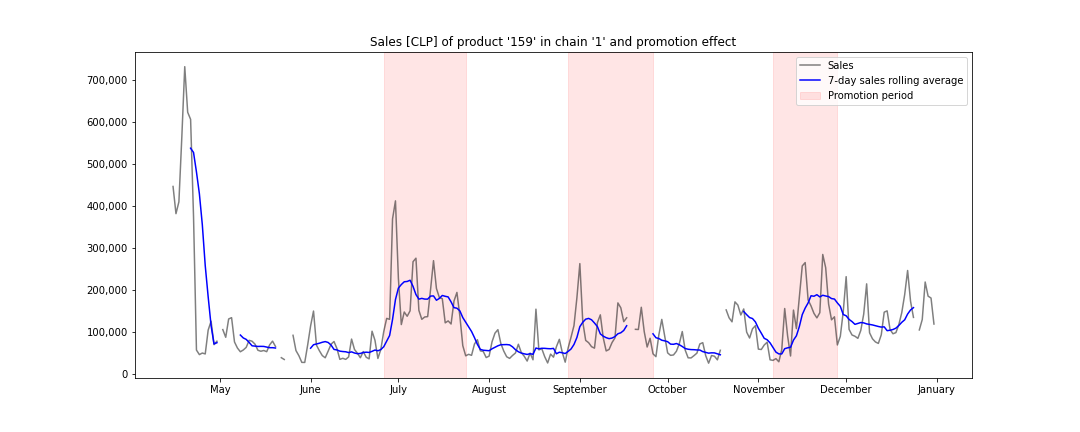 Sales [CLP] of product '159' in chain '1' and promotion effect
Sales
7-day sales rolling average
Promotion period
700,000
600,000
500,000
400,000
300,000
200,000
100,000
0
May June July August September October November December January